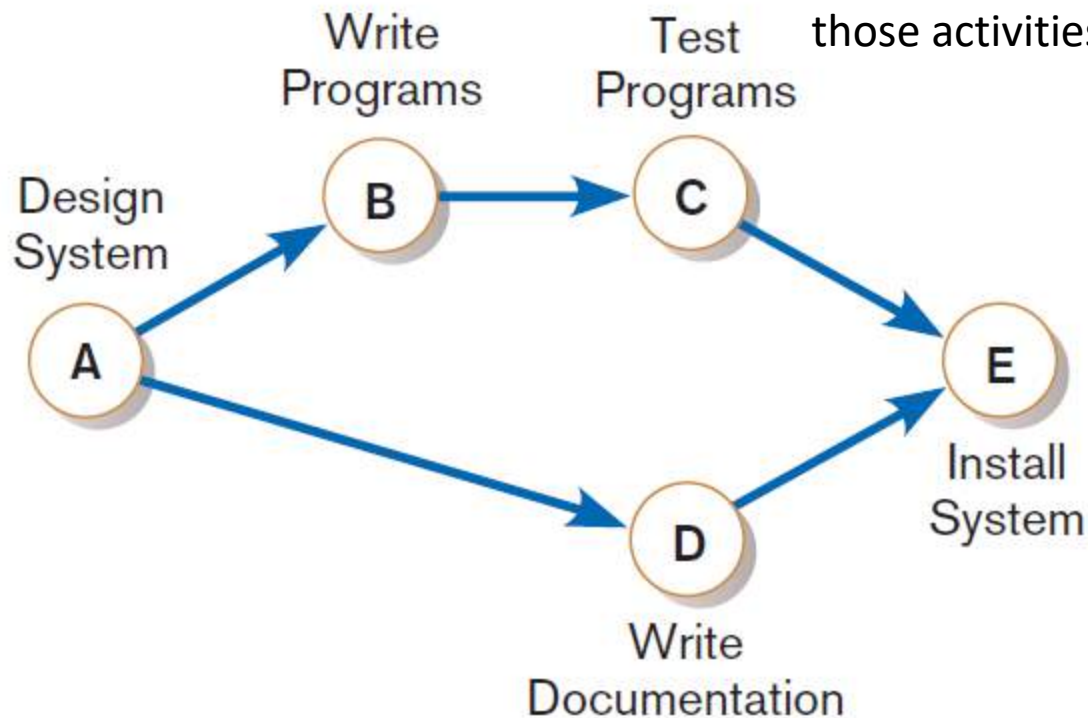 those activities
Write
Programs
Test
Programs
Design
System
B
C
A
E
Install
System
D
Write
Documentation